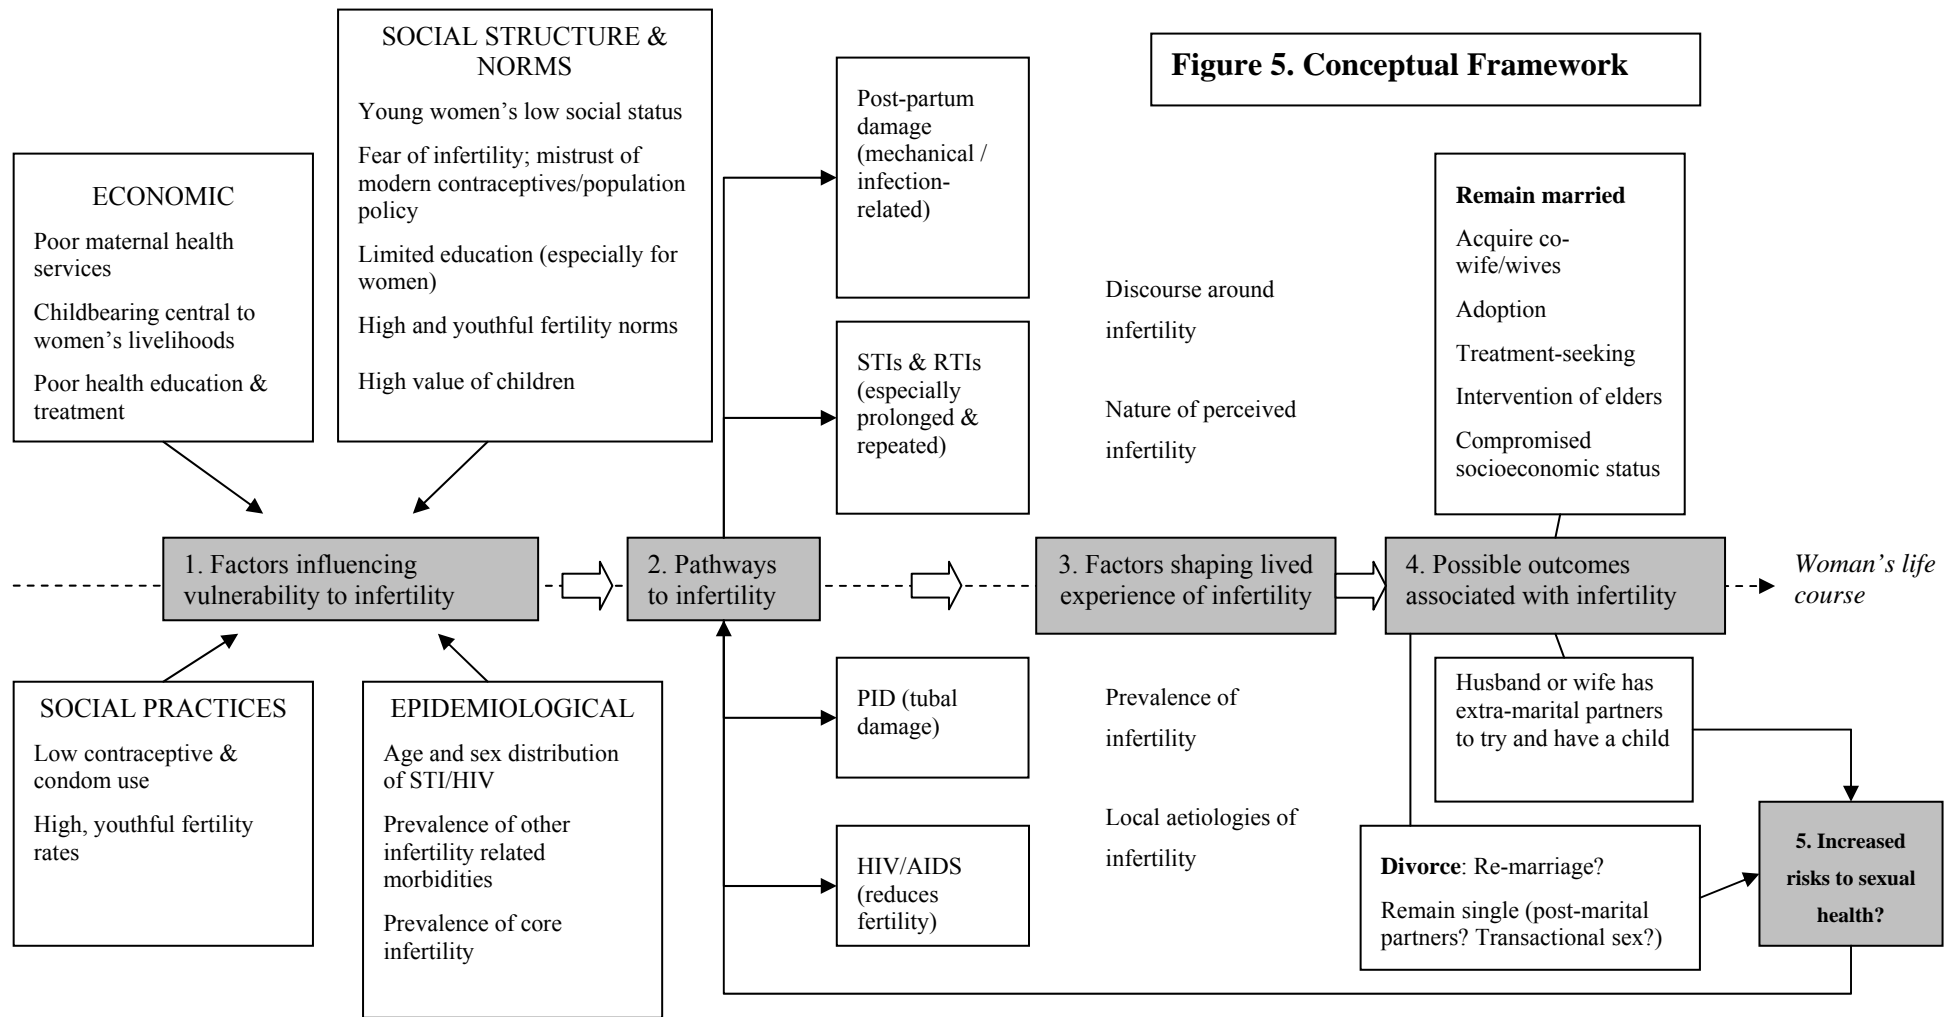 Figure 5. Conceptual Framework
ECONOMIC
Poor maternal health
services
Childbearing central to
women’s livelihoods
Poor health education &
treatment
SOCIAL STRUCTURE &
NORMS
Young women’s low social status
Fear of infertility; mistrust of
modern contraceptives/population
policy
Limited education (especially for
women)
High and youthful fertility norms
High value of children
Post-partum
damage
(mechanical /
infection-
related)
STIs & RTIs
(especially
prolonged &
repeated)
Discourse around
infertility
Nature of perceived
infertility
Remain married
Acquire co-
wife/wives
Adoption
Treatment-seeking
Intervention of elders
Compromised
socioeconomic status
1. Factors influencing
vulnerability to infertility
2. Pathways
to infertility
3. Factors shaping lived
experience of infertility
4. Possible outcomes
associated with infertility
Woman’s life
course
SOCIAL PRACTICES
Low contraceptive &
condom use
High, youthful fertility
rates
EPIDEMIOLOGICAL
Age and sex distribution
of STI/HIV
Prevalence of other
infertility related
morbidities
Prevalence of core
infertility
PID (tubal
damage)
HIV/AIDS
(reduces
fertility)
Prevalence of
infertility
Local aetiologies of
infertility
Husband or wife has
extra-marital partners
to try and have a child
Divorce: Re-marriage?
Remain single (post-marital
partners? Transactional sex?)
5. Increased
risks to sexual
health?